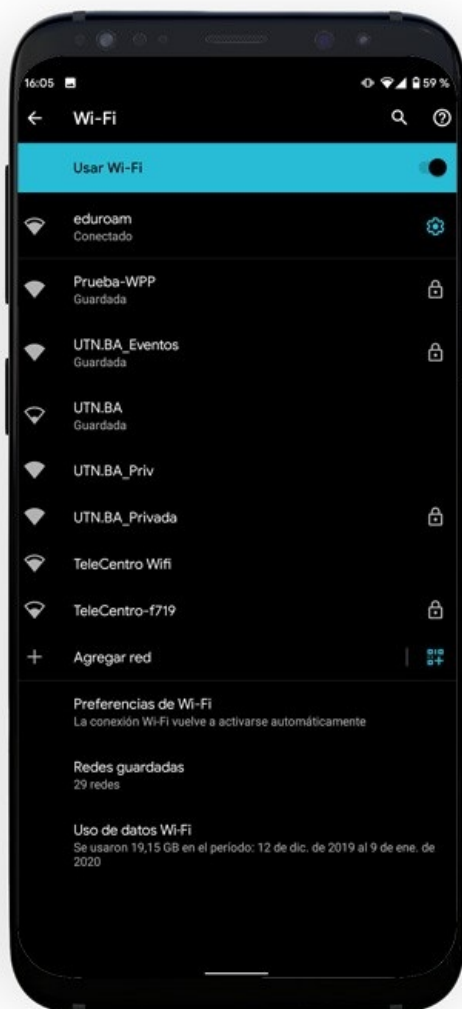 16:05
59 %
Wi-Fi
Usar Wi-Fi
eduroam
Conectado
Prueba-WPP
Guardada
UTN.BA_Eventos
Guardada
UTN.BA
Guardada
UTN.BA_Priv
UTN.BA_Privada
TeleCentro Wifi
TeleCentro-f719
Agregar red
Preferencias de Wi-Fi
La conexión Wi-Fi vuelve a activarse automáticamente
Redes guardadas
29 redes
Uso de datos Wi-Fi
Se usaron 19,15 GB en el período: 12 de dic. de 2019 al 9 de ene. de
2020